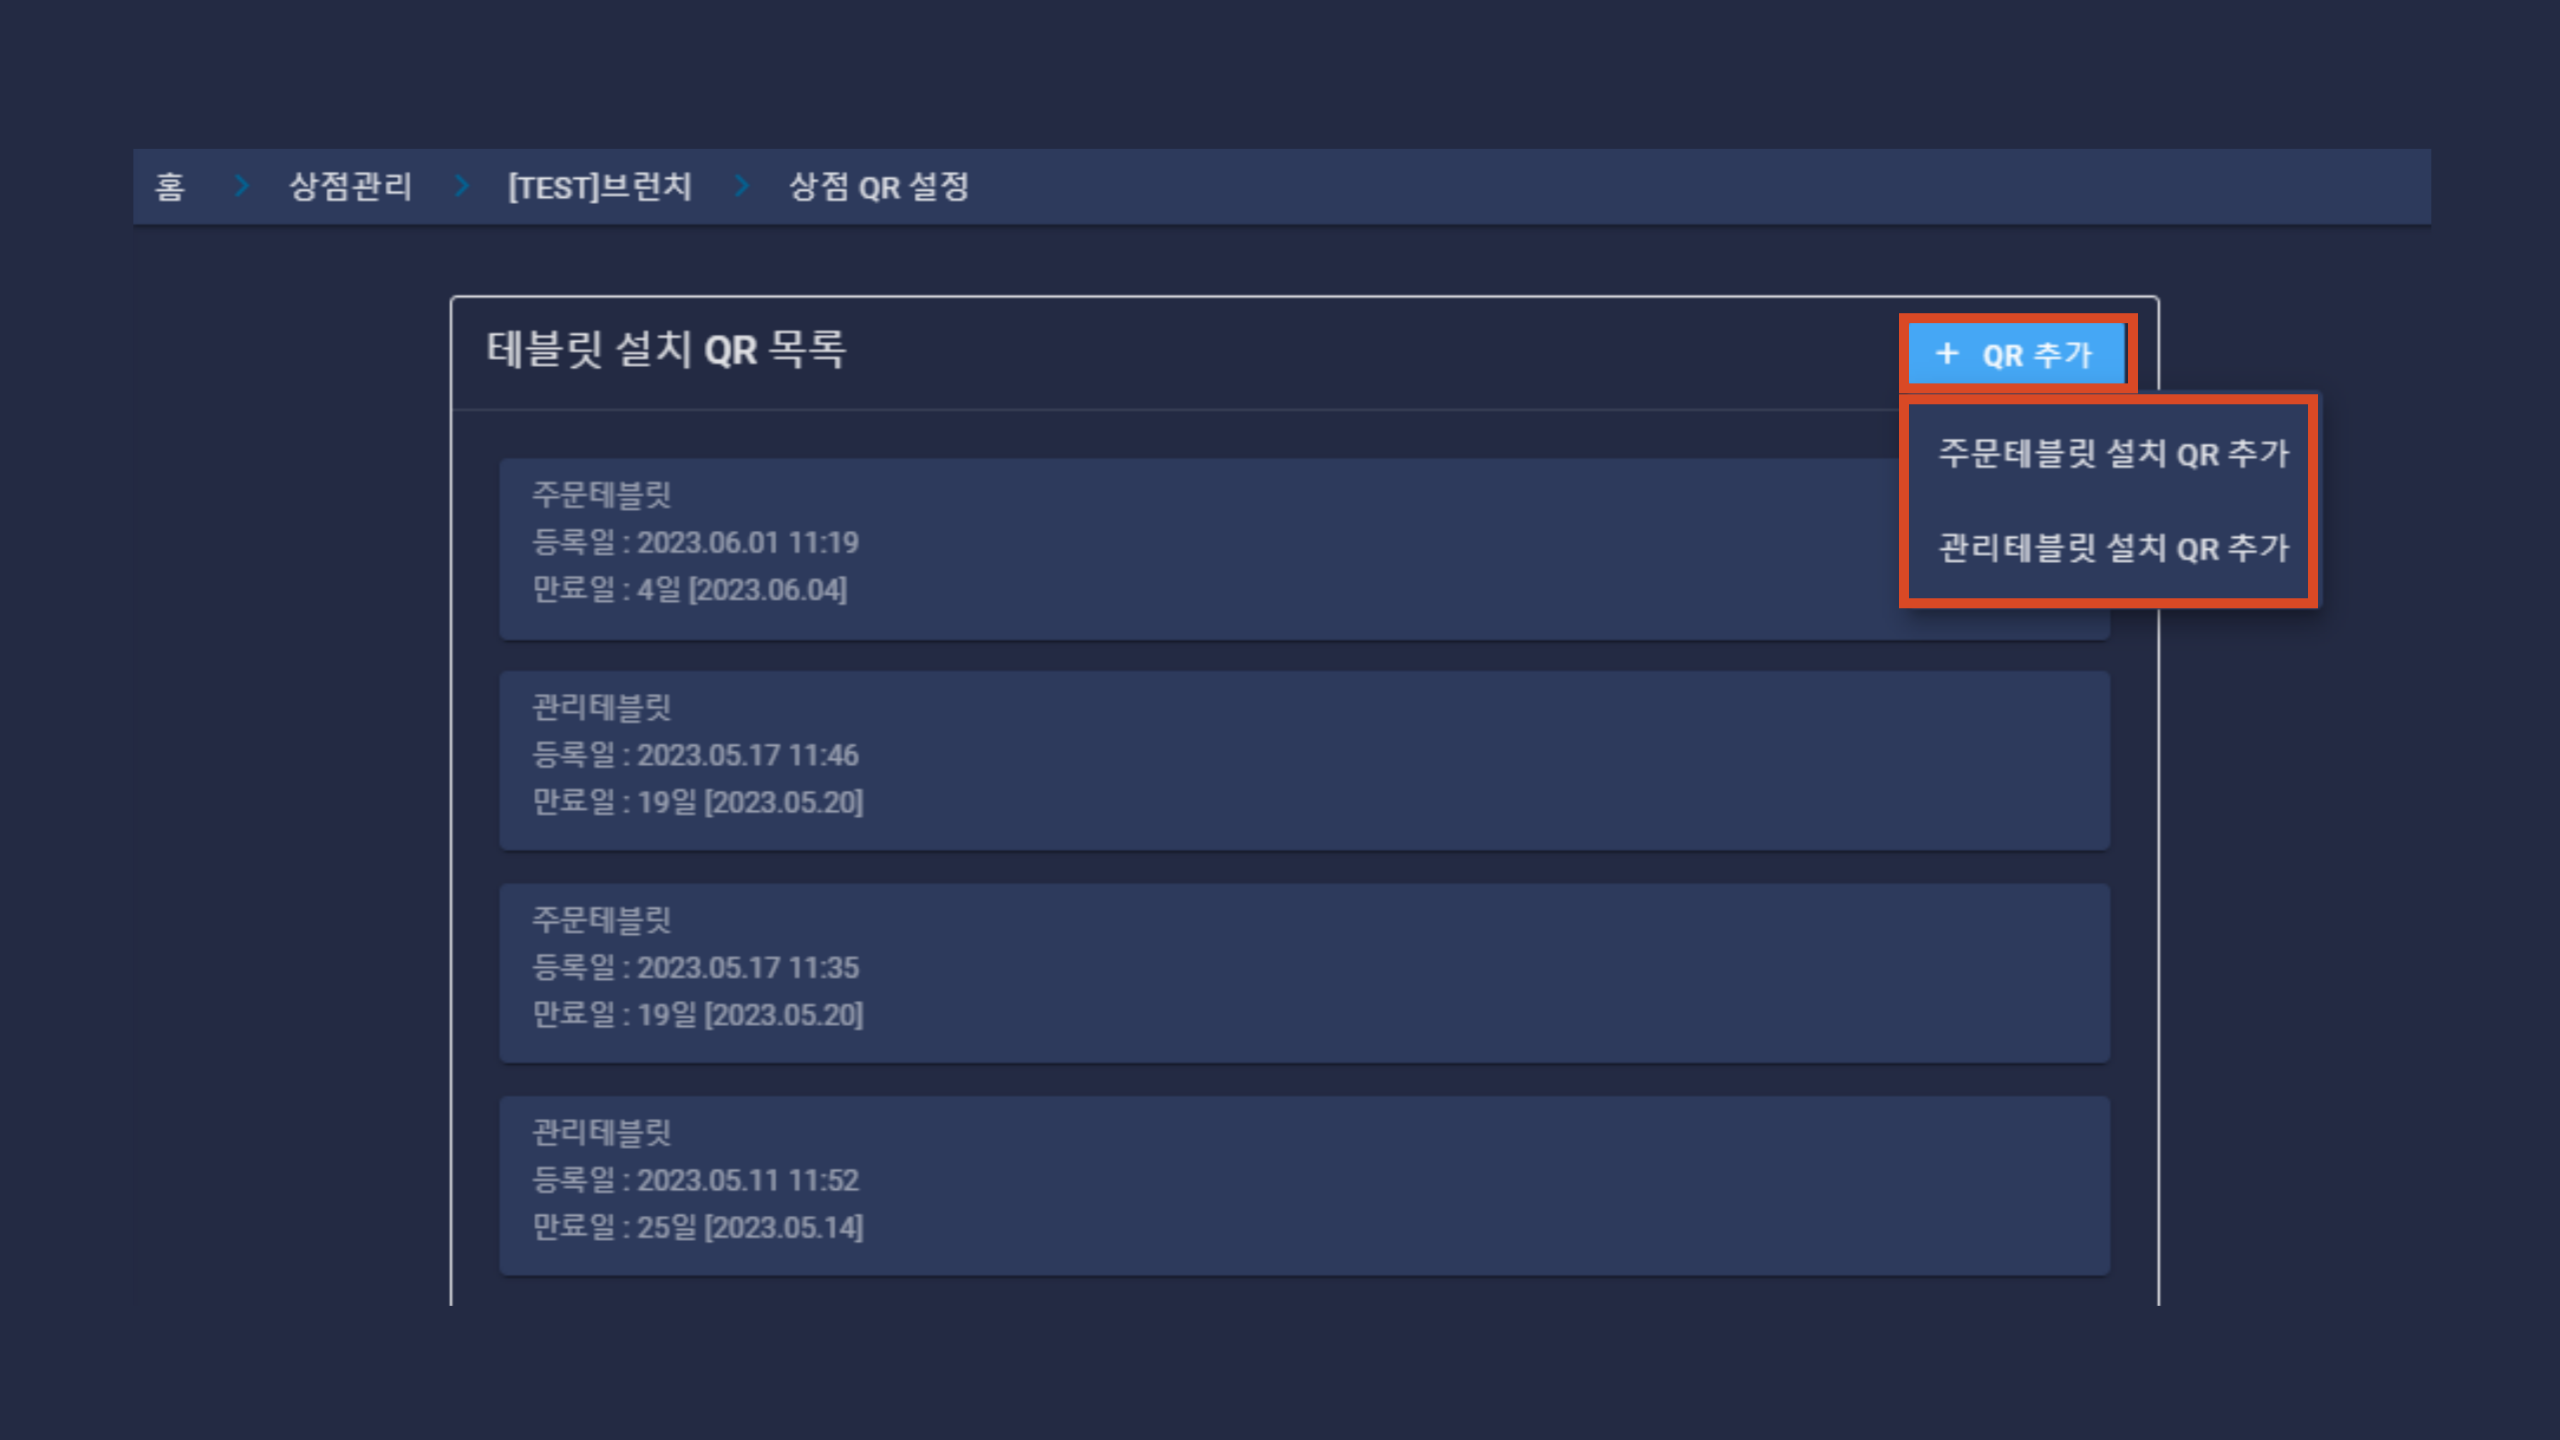 홈 > 상점관리 > [TEST]브런치 > 상점 QR 설정
테블릿 설치 QR 목록
+ QR 추가
주문테블릿 설치 QR 추가
관리테블릿 설치 QR 추가
주문테블릿
등록일 : 2023.06.01 11:19
만료일 : 4일 [2023.06.04]
관리테블릿
등록일 : 2023.05.17 11:46
만료일 : 19일 [2023.05.20]
주문테블릿
등록일 : 2023.05.17 11:35
만료일 : 19일 [2023.05.20]
관리테블릿
등록일 : 2023.05.11 11:52
만료일 : 25일 [2023.05.14]